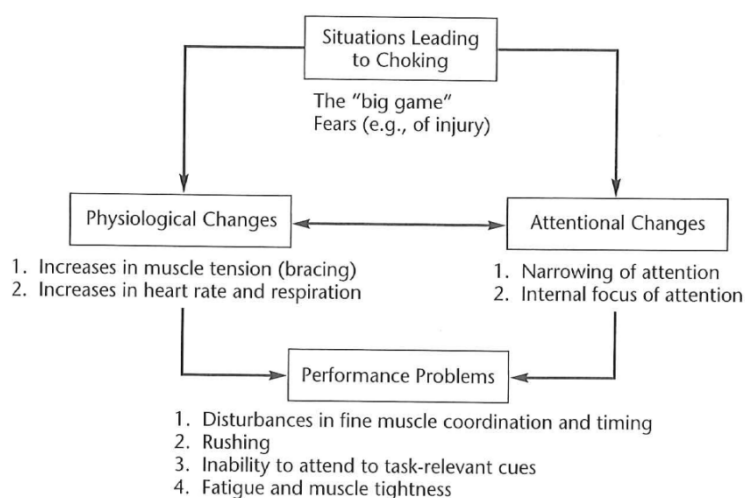 Situations Leading
to Choking
The "big game"
Fears (e.g., of injury)
Physiological Changes
Attentional Changes
1. Increases in muscle tension (bracing)
2. Increases in heart rate and respiration
1. Narrowing of attention
2. Internal focus of attention
Performance Problems
1. Disturbances in fine muscle coordination and timing
2. Rushing
3. Inability to attend to task-relevant cues
4. Fatigue and muscle tightness